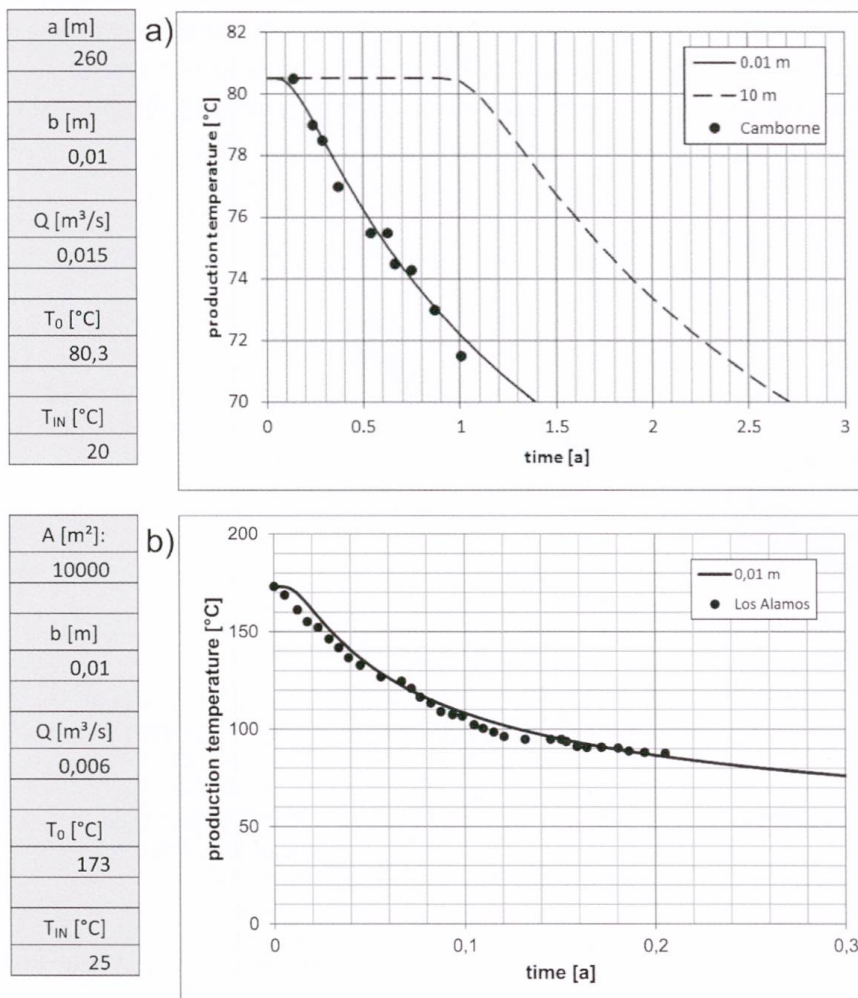 a [m]
260
b [m]
0,01
Q [m³/s]
0,015
T₀ [°C]
80,3
T_IN [°C]
20
a)
82
80
78
76
74
72
70
production temperature [°C]
0.01 m
10 m
Camborne
0
0.5
1
1.5
2
2.5
3
time [a]
A [m²]:
10000
b [m]
0,01
Q [m³/s]
0,006
T₀ [°C]
173
T_IN [°C]
25
b)
200
150
100
50
0
production temperature [°C]
0,01 m
Los Alamos
0
0,1
0,2
0,3
time [a]